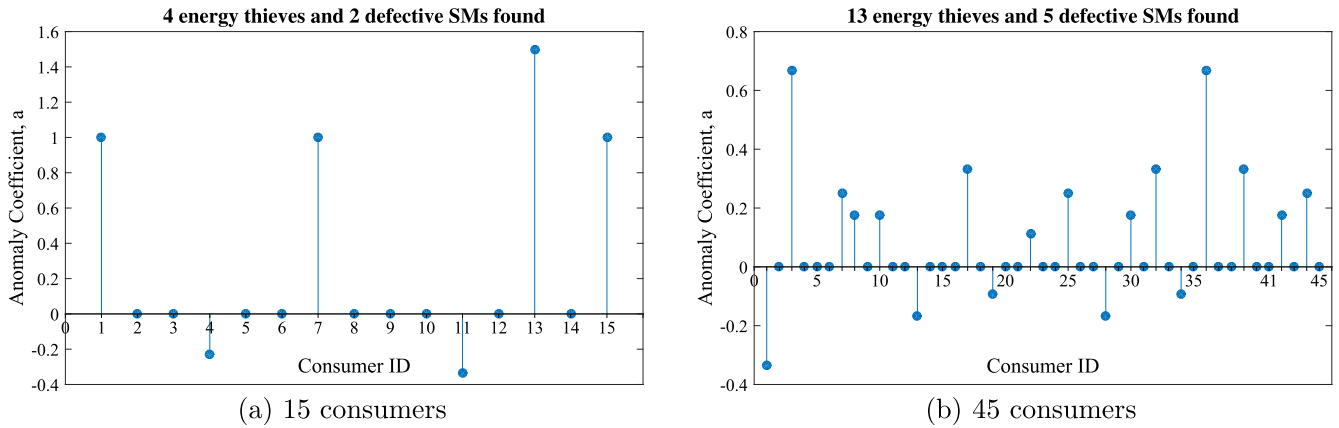 4 energy thieves and 2 defective SMs found
1.6
1.4
1.2
1
0.8
0.6
0.4
0.2
0
-0.2
-0.4
Anomaly Coefficient, a
0 1 2 3 4 5 6 7 8 9 10 11 12 13 14 15
Consumer ID
(a) 15 consumers
13 energy thieves and 5 defective SMs found
0.8
0.6
0.4
0.2
0
-0.2
-0.4
Anomaly Coefficient, a
0 5 10 15 20 25 30 35 40 45
Consumer ID
(b) 45 consumers